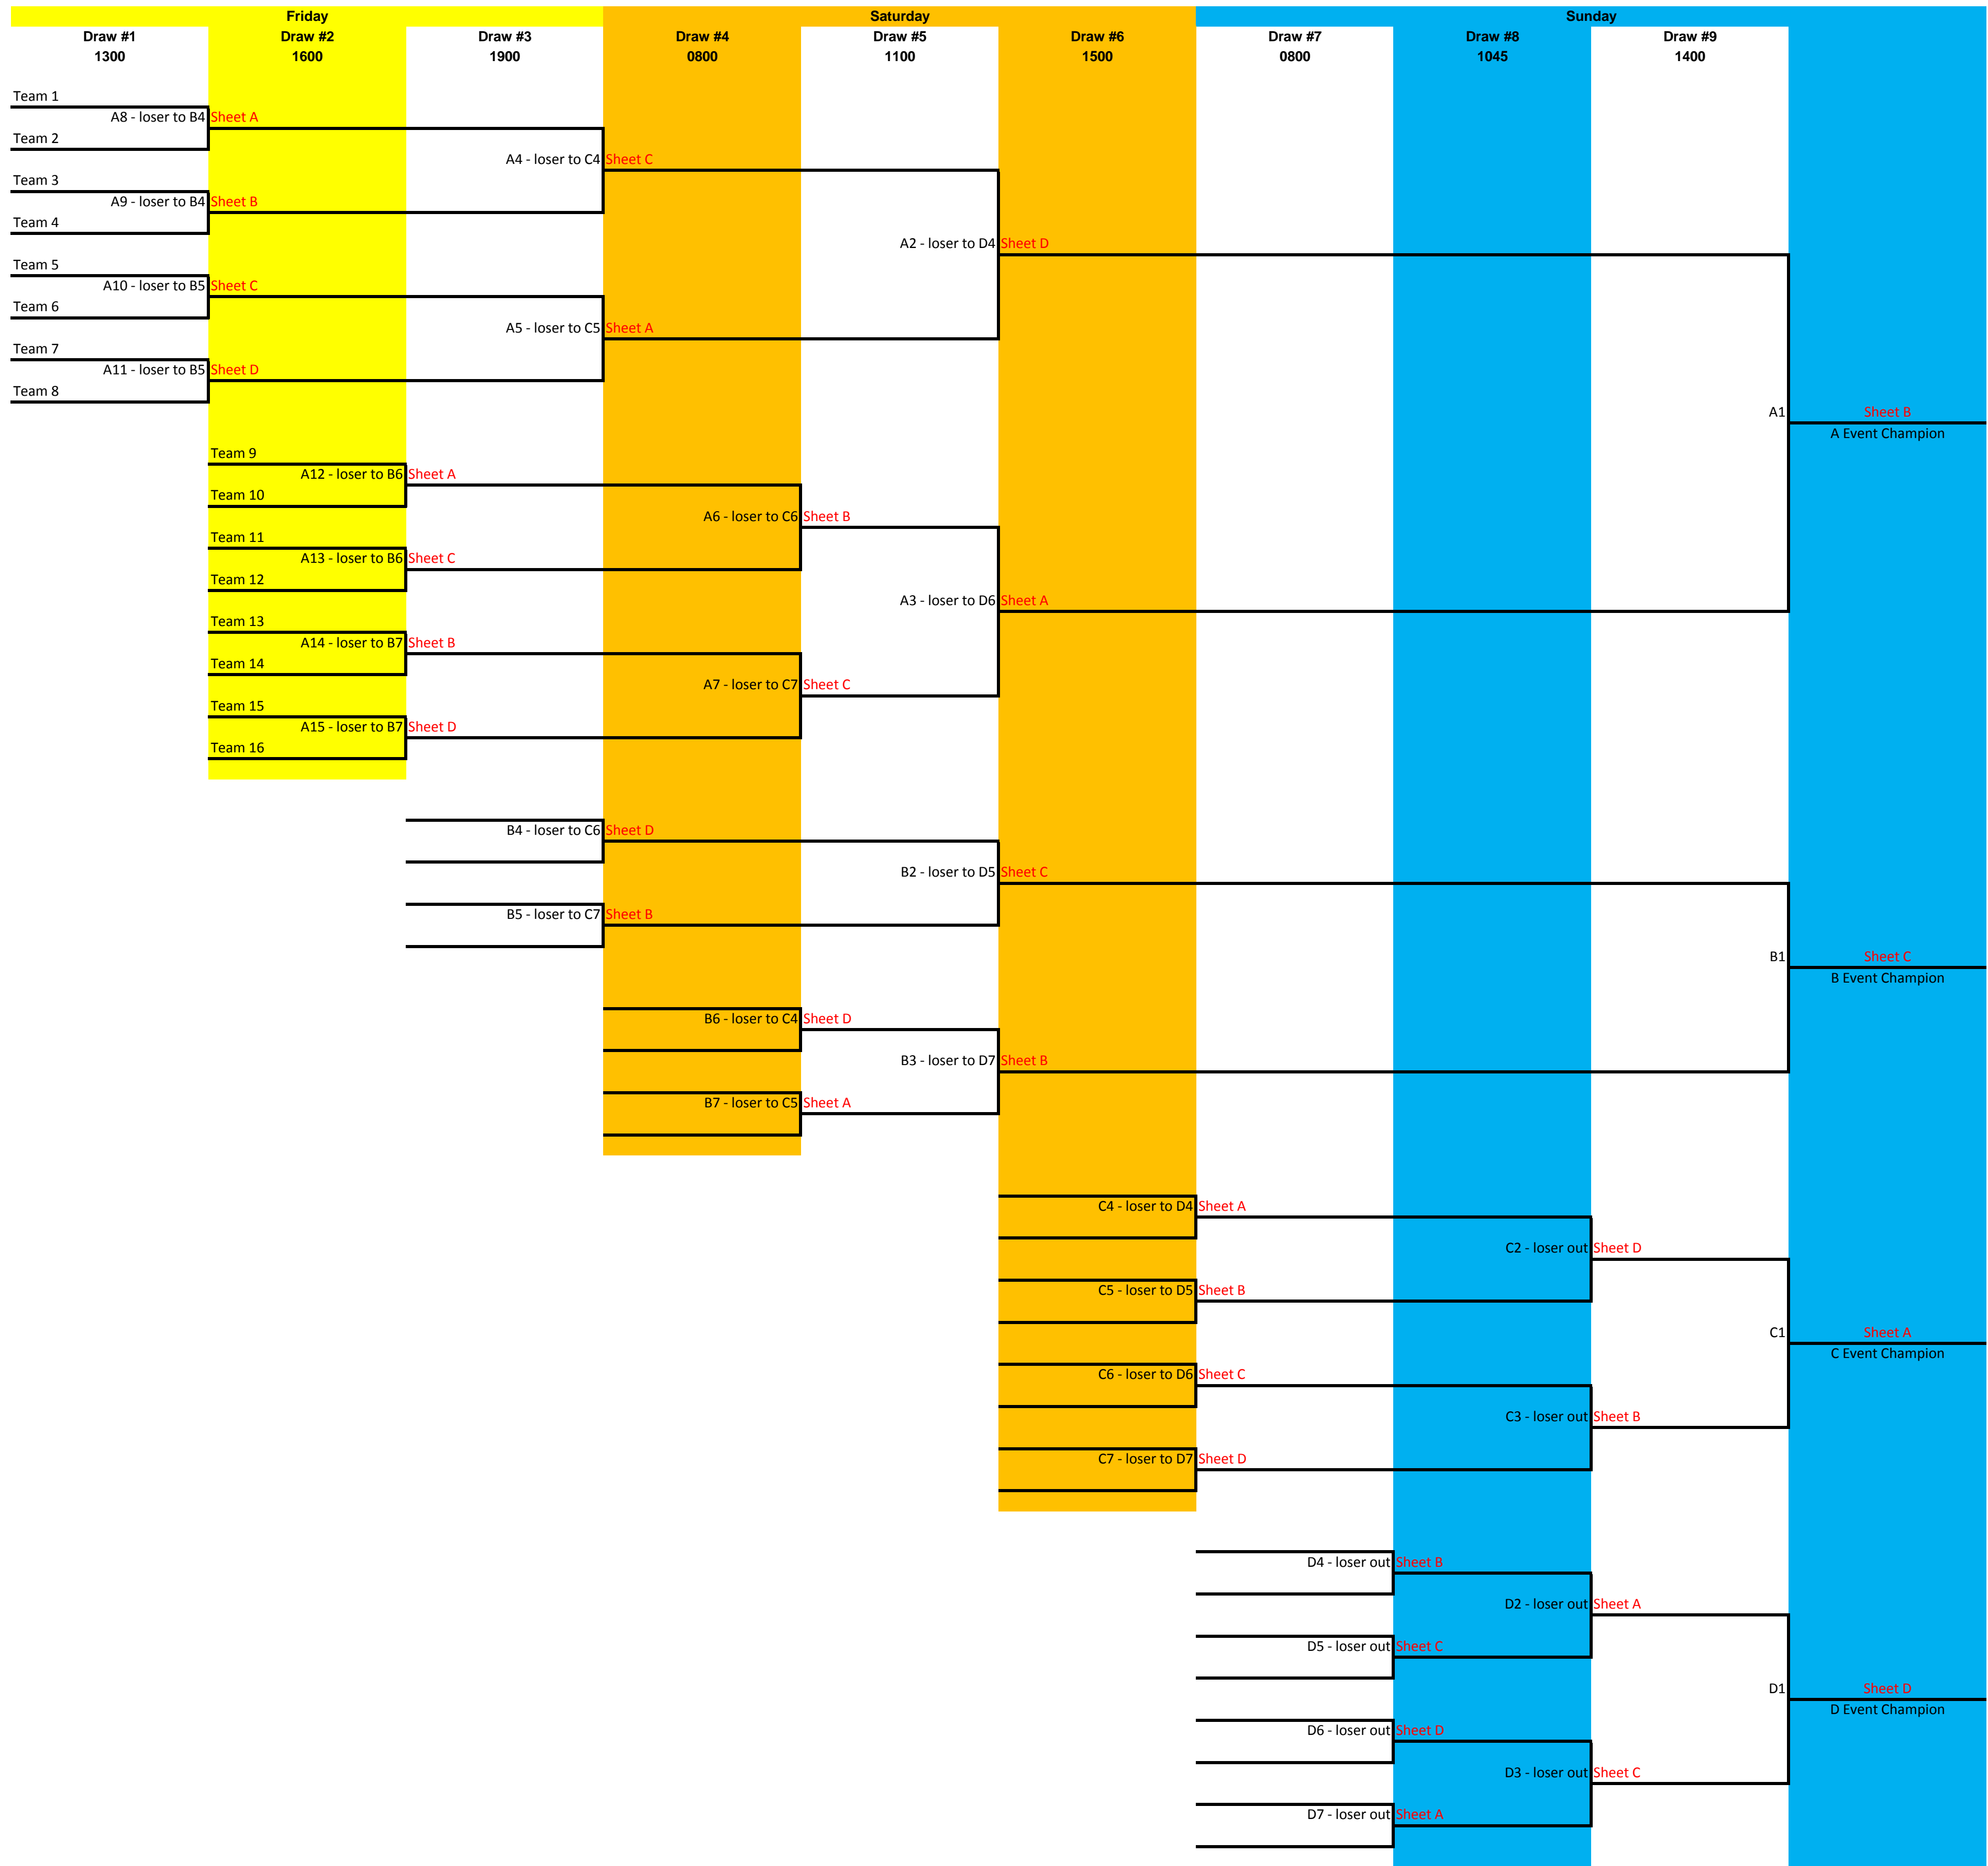 Friday Saturday Sunday
Draw #1 Draw #2 Draw #3 Draw #4 Draw #5 Draw #6 Draw #7 Draw #8 Draw #9
1300 1600 1900 0800 1100 1500 0800 1045 1400
Team 1
A8 - loser to B4 Sheet A
Team 2
A4 - loser to C4 Sheet C
Team 3
A9 - loser to B4 Sheet B
Team 4
A2 - loser to D4 Sheet D
Team 5
A10 - loser to B5 Sheet C
Team 6
A5 - loser to C5 Sheet A
Team 7
A11 - loser to B5 Sheet D
Team 8
A1 Sheet B
A Event Champion
Team 9
A12 - loser to B6 Sheet A
Team 10
A6 - loser to C6 Sheet B
Team 11
A13 - loser to B6 Sheet C
Team 12
A3 - loser to D6 Sheet A
Team 13
A14 - loser to B7 Sheet B
Team 14
A7 - loser to C7 Sheet C
Team 15
A15 - loser to B7 Sheet D
Team 16
B4 - loser to C6 Sheet D
B2 - loser to D5 Sheet C
B5 - loser to C7 Sheet B
B1 Sheet C
B Event Champion
B6 - loser to C4 Sheet D
B3 - loser to D7 Sheet B
B7 - loser to C5 Sheet A
C4 - loser to D4 Sheet A
C2 - loser out Sheet D
C5 - loser to D5 Sheet B
C1 Sheet A
C Event Champion
C6 - loser to D6 Sheet C
C3 - loser out Sheet B
C7 - loser to D7 Sheet D
D4 - loser out Sheet B
D2 - loser out Sheet A
D5 - loser out Sheet C
D1 Sheet D
D Event Champion
D6 - loser out Sheet D
D3 - loser out Sheet C
D7 - loser out Sheet A